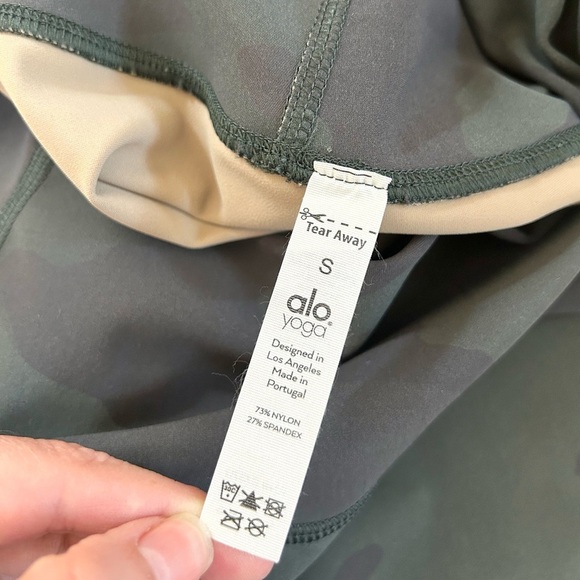 Tear Away
S
alo®
yoga
Designed in
Los Angeles
Made in
Portugal
73% NYLON
27% SPANDEX